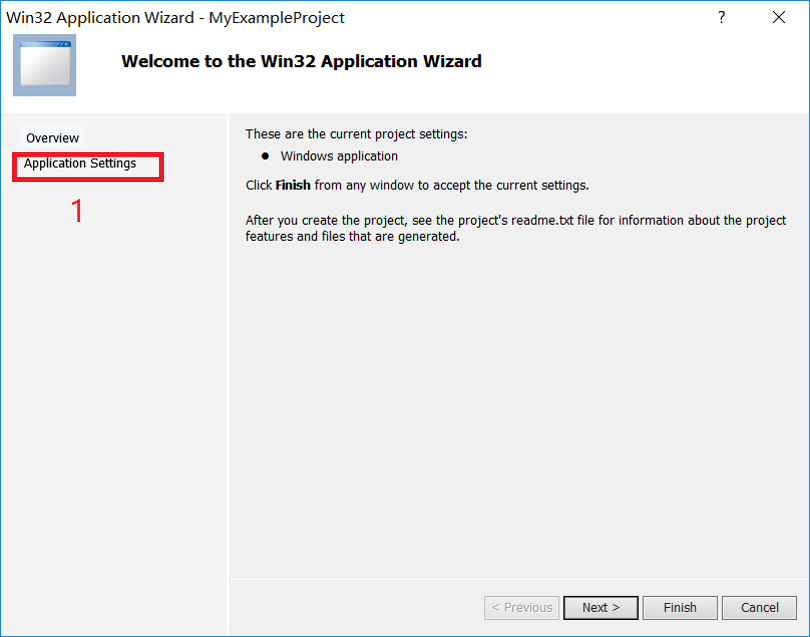 Win32 Application Wizard - MyExampleProject
?
Welcome to the Win32 Application Wizard
Overview
Application Settings
1
These are the current project settings:
● Windows application
Click Finish from any window to accept the current settings.
After you create the project, see the project's readme.txt file for information about the project
features and files that are generated.
< Previous
Next >
Finish
Cancel